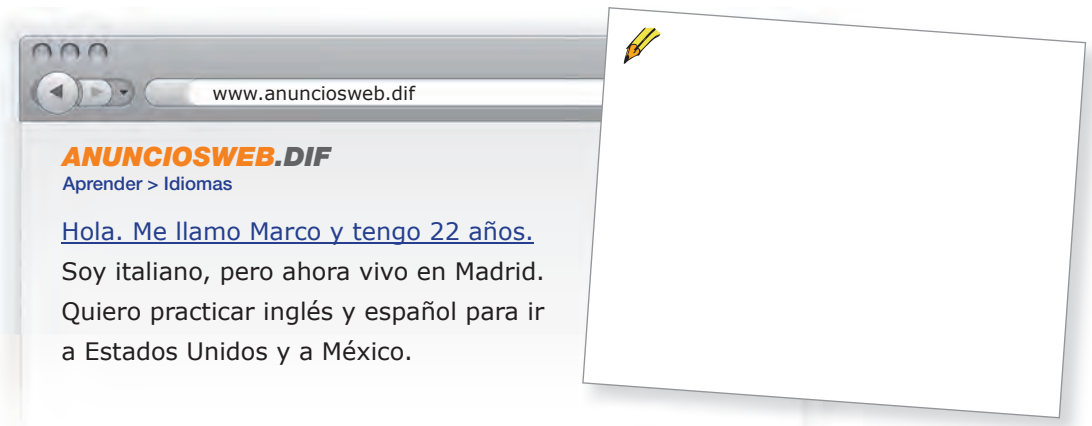 www.anunciosweb.dif
ANUNCIOSWEB.DIF
Aprender > Idiomas
Hola. Me llamo Marco y tengo 22 años.
Soy italiano, pero ahora vivo en Madrid.
Quiero practicar inglés y español para ir
a Estados Unidos y a México.